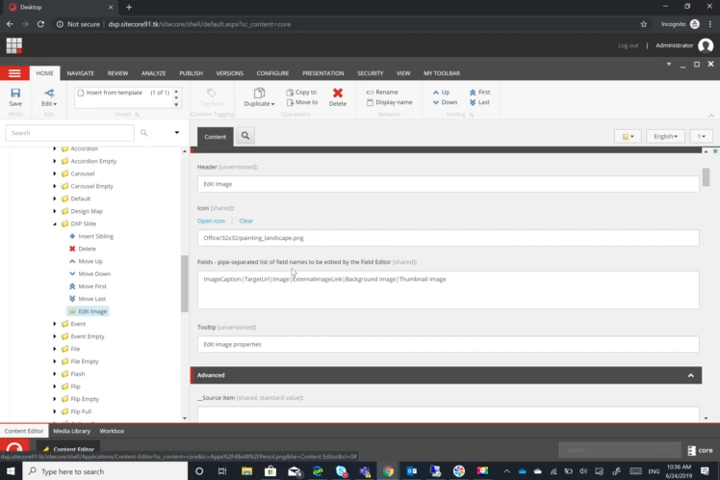 Desktop
Not secure | dxp.sitecore91.tk/sitecore/shell/default.aspx?sc_content=core
Incognito
Log out | Administrator
HOME NAVIGATE REVIEW ANALYZE PUBLISH VERSIONS CONFIGURE PRESENTATION SECURITY VIEW MY TOOLBAR
Save
Write
Edit
Edit
Insert from template (1 of 1)
Insert
Tag item
Content Tagging
Duplicate
Copy to
Move to
Delete
Operations
Rename
Display name
Rename
Up First
Down Last
Sorting
Search
Content
English
1
Accordion
Accordion Empty
Carousel
Carousel Empty
Default
Design Map
DXP Slide
Insert Sibling
Delete
Move Up
Move Down
Move First
Move Last
Edit Image
Event
Event Empty
File
File Empty
Flash
Flip
Flip Empty
Flip Full
Header [unversioned]:
Edit Image
Icon [shared]:
Open icon Clear
Office/32x32/painting_landscape.png
Fields - pipe-separated list of field names to be edited by the Field Editor [shared]:
ImageCaption|TargetUrl|Image|ExternalImageLink|Background Image|Thumbnail Image
Tooltip [unversioned]:
Edit image properties
Advanced
__Source Item [shared, standard value]:
Content Editor Media Library Workbox
Content Editor
Search
core
Type here to search
ENG
10:36 AM
6/24/2019